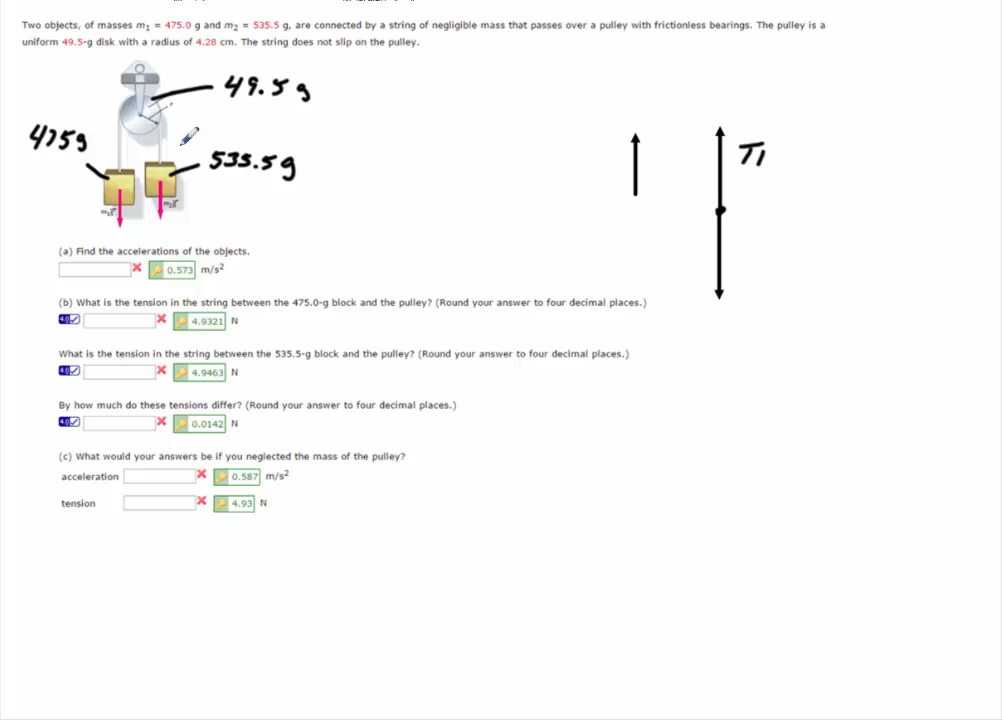 Two objects, of masses m1 = 475.0 g and m2 = 535.5 g, are connected by a string of negligible mass that passes over a pulley with frictionless bearings. The pulley is a
uniform 49.5-g disk with a radius of 4.28 cm. The string does not slip on the pulley.
49.5 g
475g
535.5g
T1
(a) Find the accelerations of the objects.
0.573 m/s2
(b) What is the tension in the string between the 475.0-g block and the pulley? (Round your answer to four decimal places.)
4.0 4.9321 N
What is the tension in the string between the 535.5-g block and the pulley? (Round your answer to four decimal places.)
4.0 4.9463 N
By how much do these tensions differ? (Round your answer to four decimal places.)
4.0 0.0142 N
(c) What would your answers be if you neglected the mass of the pulley?
acceleration 0.587 m/s2
tension 4.93 N